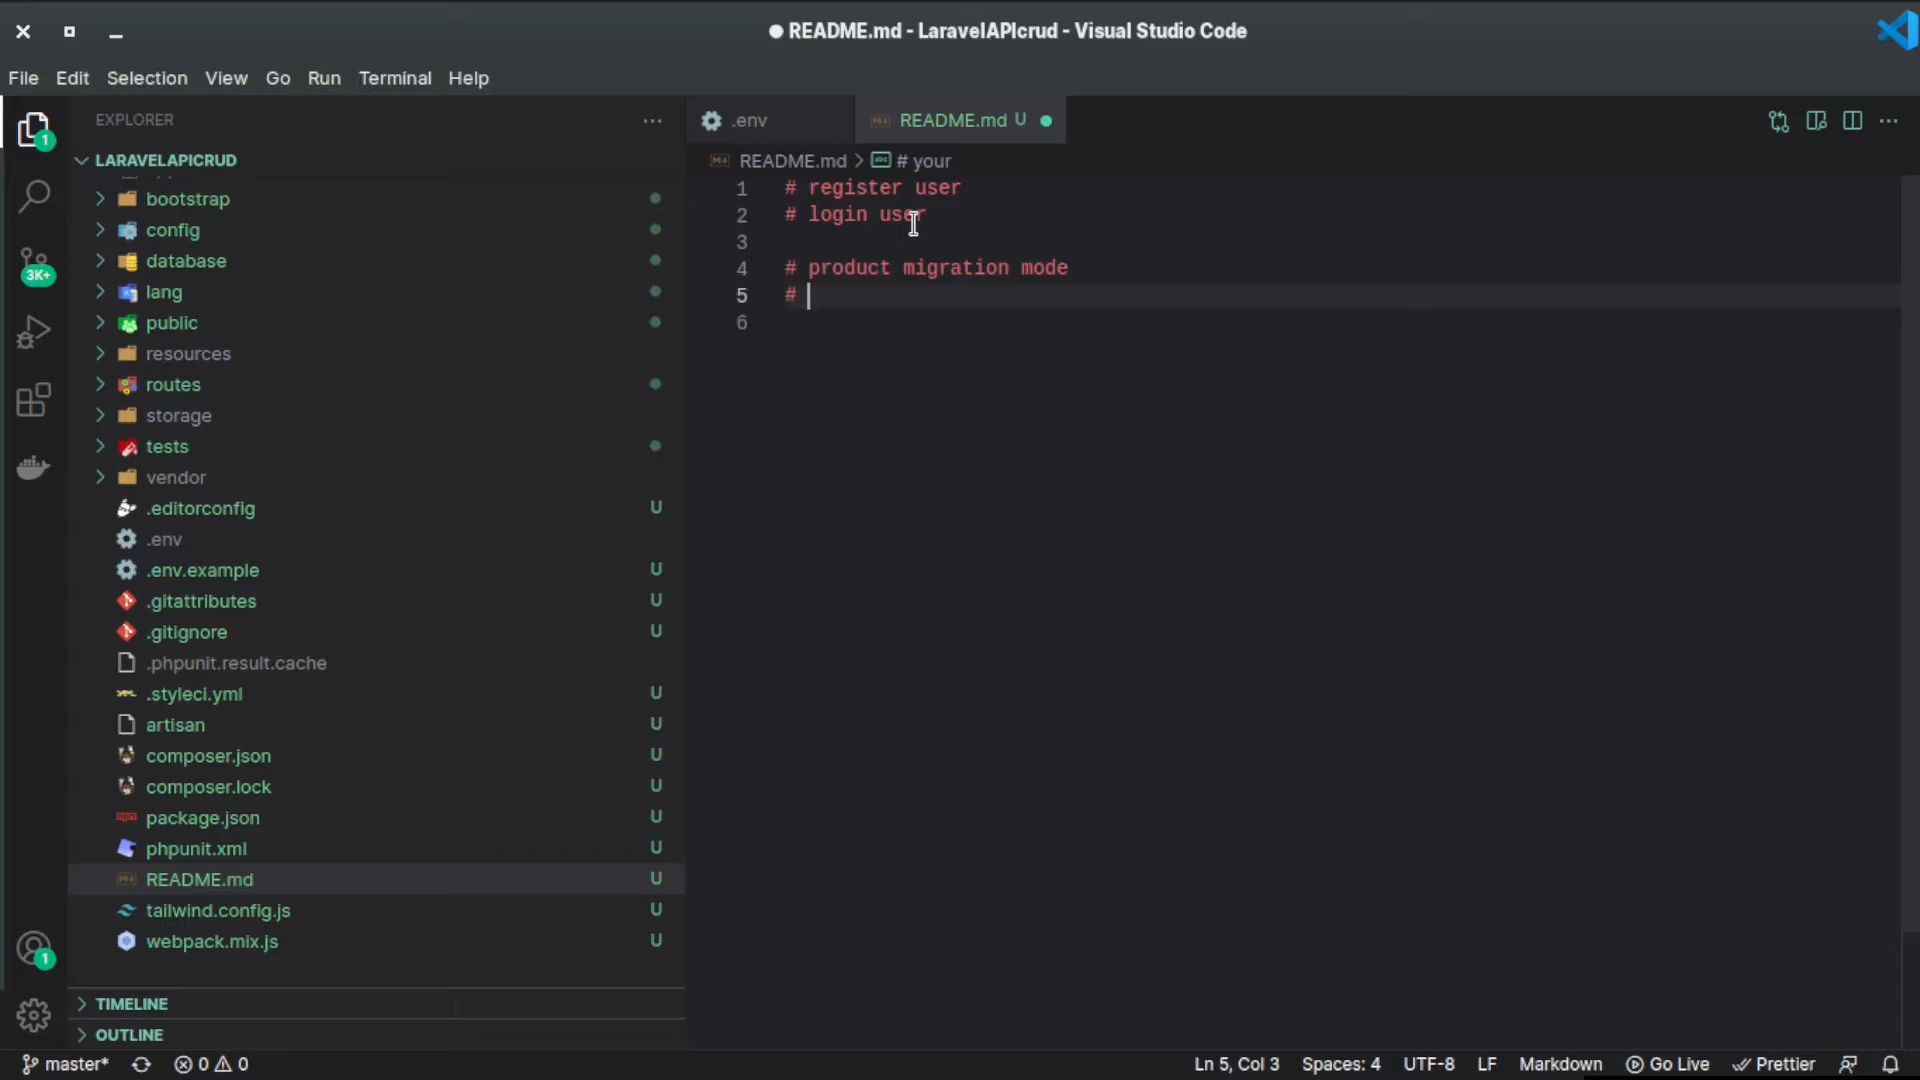 README.md - LaravelAPIcrud - Visual Studio Code
File Edit Selection View Go Run Terminal Help
EXPLORER
.env
README.md U
LARAVELAPICRUD
README.md > # your
bootstrap
config
database
lang
public
resources
routes
storage
tests
vendor
.editorconfig U
.env
.env.example U
.gitattributes U
.gitignore U
.phpunit.result.cache
.styleci.yml U
artisan U
composer.json U
composer.lock U
package.json U
phpunit.xml U
README.md U
tailwind.config.js U
webpack.mix.js U
TIMELINE
OUTLINE
1
3K+
1
1 # register user
2 # login user
3
4 # product migration mode
5 #
6
master* 0 0 Ln 5, Col 3 Spaces: 4 UTF-8 LF Markdown Go Live Prettier